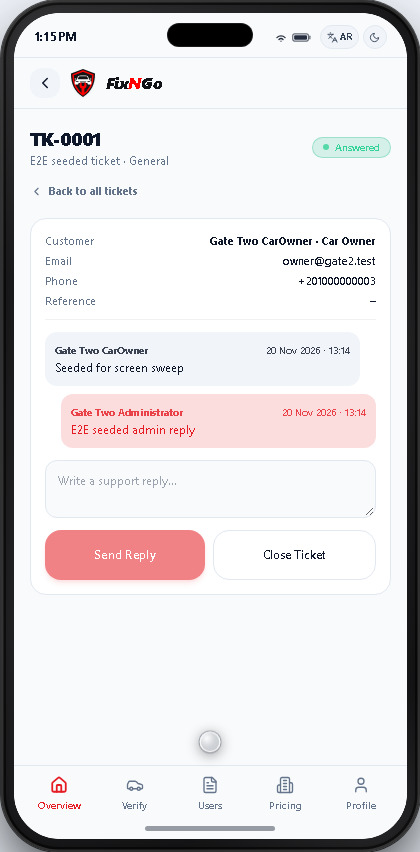 1:15 PM
AR
FixNGo
TK-0001
E2E seeded ticket · General
Answered
Back to all tickets
Customer Gate Two CarOwner · Car Owner
Email owner@gate2.test
Phone +201000000003
Reference –
Gate Two CarOwner 20 Nov 2026 · 13:14
Seeded for screen sweep
Gate Two Administrator 20 Nov 2026 · 13:14
E2E seeded admin reply
Write a support reply...
Send Reply Close Ticket
Overview Verify Users Pricing Profile